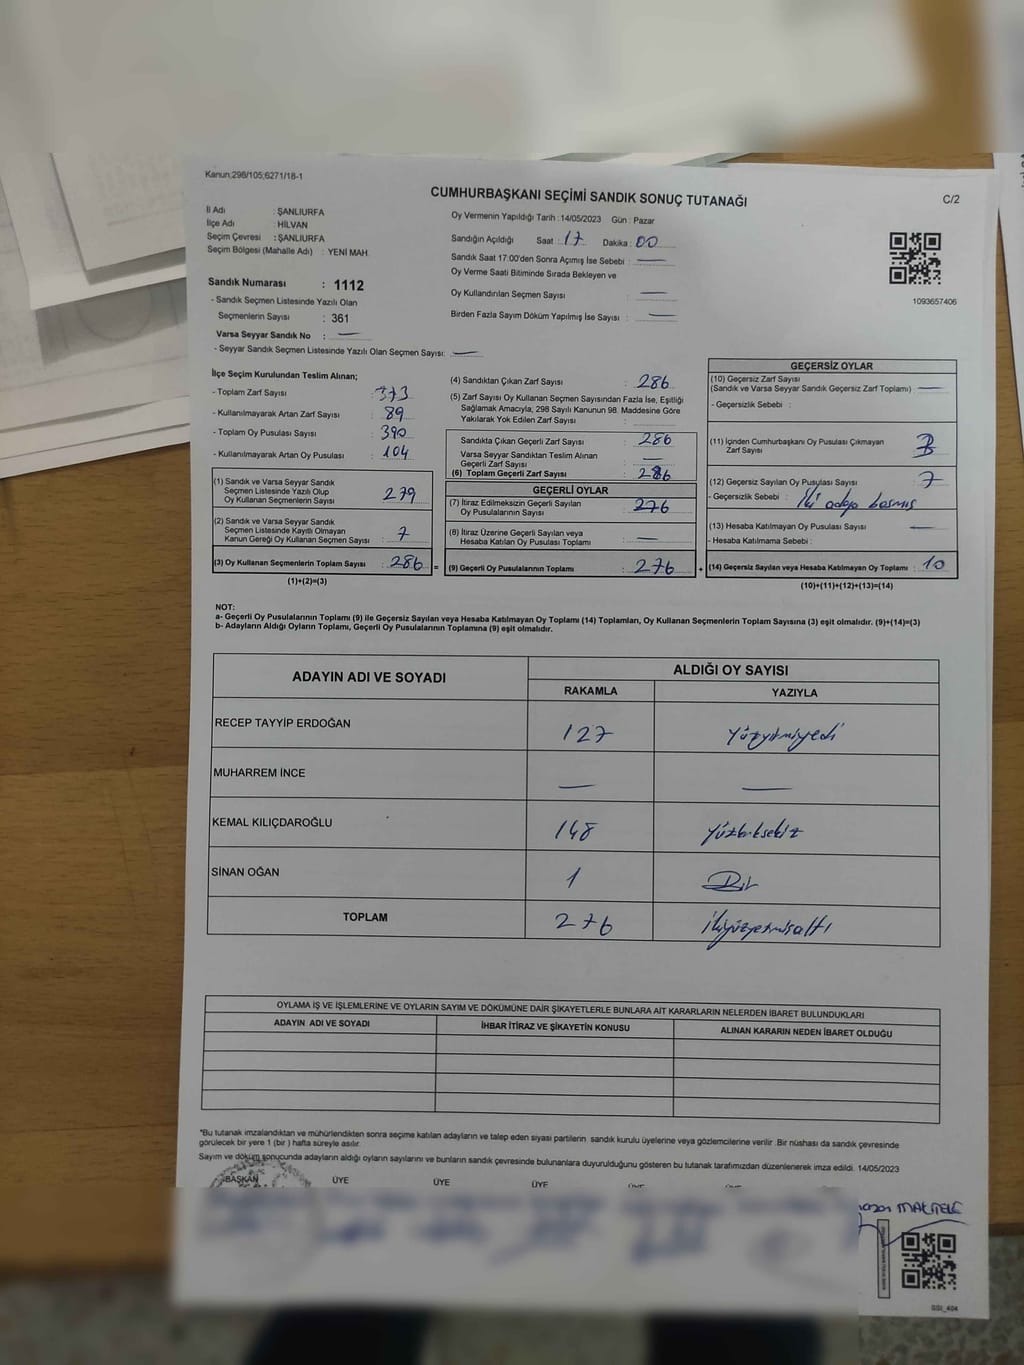 Kanun;298/105;6271/18-1
CUMHURBAŞKANI SEÇİMİ SANDIK SONUÇ TUTANAĞI
C/2
İl Adı : ŞANLIURFA
İlçe Adı : HİLVAN
Seçim Çevresi : ŞANLIURFA
Seçim Bölgesi (Mahalle Adı) : YENİ MAH.
Oy Vermenin Yapıldığı Tarih : 14/05/2023 Gün : Pazar
Sandığın Açıldığı Saat : 17 Dakika : 00
Sandık Saat 17:00'den Sonra Açımış İse Sebebi : —
Oy Verme Saati Bitiminde Sırada Bekleyen ve
Oy Kullandırılan Seçmen Sayısı : —
Birden Fazla Sayım Döküm Yapılmış İse Sayısı : —
1093657406
Sandık Numarası : 1112
- Sandık Seçmen Listesinde Yazılı Olan
Seçmenlerin Sayısı : 361
Varsa Seyyar Sandık No : —
- Seyyar Sandık Seçmen Listesinde Yazılı Olan Seçmen Sayısı: —
İlçe Seçim Kurulundan Teslim Alınan;
- Toplam Zarf Sayısı : 373
- Kullanılmayarak Artan Zarf Sayısı : 89
- Toplam Oy Pusulası Sayısı : 390
- Kullanılmayarak Artan Oy Pusulası : 104
(1) Sandık ve Varsa Seyyar Sandık
Seçmen Listesinde Yazılı Olup
Oy Kullanan Seçmenlerin Sayısı : 279
(2) Sandık ve Varsa Seyyar Sandık
Seçmen Listesinde Kayıtlı Olmayan
Kanun Gereği Oy Kullanan Seçmen Sayısı : 7
(3) Oy Kullanan Seçmenlerin Toplam Sayısı : 286 =
(1)+(2)=(3)
(4) Sandıktan Çıkan Zarf Sayısı : 286
(5) Zarf Sayısı Oy Kullanan Seçmen Sayısından Fazla İse, Eşitliği
Sağlamak Amacıyla; 298 Sayılı Kanunun 98. Maddesine Göre
Yakılarak Yok Edilen Zarf Sayısı :
Sandıkta Çıkan Geçerli Zarf Sayısı : 286
Varsa Seyyar Sandıktan Teslim Alınan
Geçerli Zarf Sayısı : —
(6) Toplam Geçerli Zarf Sayısı : 286
GEÇERLİ OYLAR
(7) İtiraz Edilmeksizin Geçerli Sayılan
Oy Pusulalarının Sayısı : 276
(8) İtiraz Üzerine Geçerli Sayılan veya
Hesaba Katılan Oy Pusulası Toplamı : —
(9) Geçerli Oy Pusulalarının Toplamı : 276 +
GEÇERSİZ OYLAR
(10) Geçersiz Zarf Sayısı
(Sandık ve Varsa Seyyar Sandık Geçersiz Zarf Toplamı) : —
- Geçersizlik Sebebi :
(11) İçinden Cumhurbaşkanı Oy Pusulası Çıkmayan
Zarf Sayısı : 3
(12) Geçersiz Sayılan Oy Pusulası Sayısı : 7
- Geçersizlik Sebebi : İki adaya basmış
(13) Hesaba Katılmayan Oy Pusulası Sayısı : —
- Hesaba Katılmama Sebebi :
(14) Geçersiz Sayılan veya Hesaba Katılmayan Oy Toplamı : 10
(10)+(11)+(12)+(13)=(14)
NOT:
a- Geçerli Oy Pusulalarının Toplamı (9) ile Geçersiz Sayılan veya Hesaba Katılmayan Oy Toplamı (14) Toplamları, Oy Kullanan Seçmenlerin Toplam Sayısına (3) eşit olmalıdır. (9)+(14)=(3)
b- Adayların Aldığı Oyların Toplamı, Geçerli Oy Pusulalarının Toplamına (9) eşit olmalıdır.
ADAYIN ADI VE SOYADI
ALDIĞI OY SAYISI
RAKAMLA YAZIYLA
RECEP TAYYİP ERDOĞAN 127 Yüzyirmiyedi
MUHARREM İNCE — —
KEMAL KILIÇDAROĞLU 148 Yüzkırksekiz
SİNAN OĞAN 1 Bir
TOPLAM 276 İkiyüzyetmişaltı
OYLAMA İŞ VE İŞLEMLERİNE VE OYLARIN SAYIM VE DÖKÜMÜNE DAİR ŞİKAYETLERLE BUNLARA AİT KARARLARIN NELERDEN İBARET BULUNDUKLARI
ADAYIN ADI VE SOYADI İHBAR İTİRAZ VE ŞİKAYETİN KONUSU ALINAN KARARIN NEDEN İBARET OLDUĞU
*Bu tutanak imzalandıktan ve mühürlendikten sonra seçime katılan adayların ve talep eden siyasi partilerin sandık kurulu üyelerine veya gözlemcilerine verilir .Bir nüshası da sandık çevresinde
görülecek bir yere 1 (bir ) hafta süreyle asılır.
Sayım ve döküm sonucunda adayların aldığı oyların sayılarını ve bunların sandık çevresinde bulunanlara duyurulduğunu gösteren bu tutanak tarafımızdan düzenlenerek imza edildi. 14/05/2023
BAŞKAN ÜYE ÜYE ÜYE
GSI_404